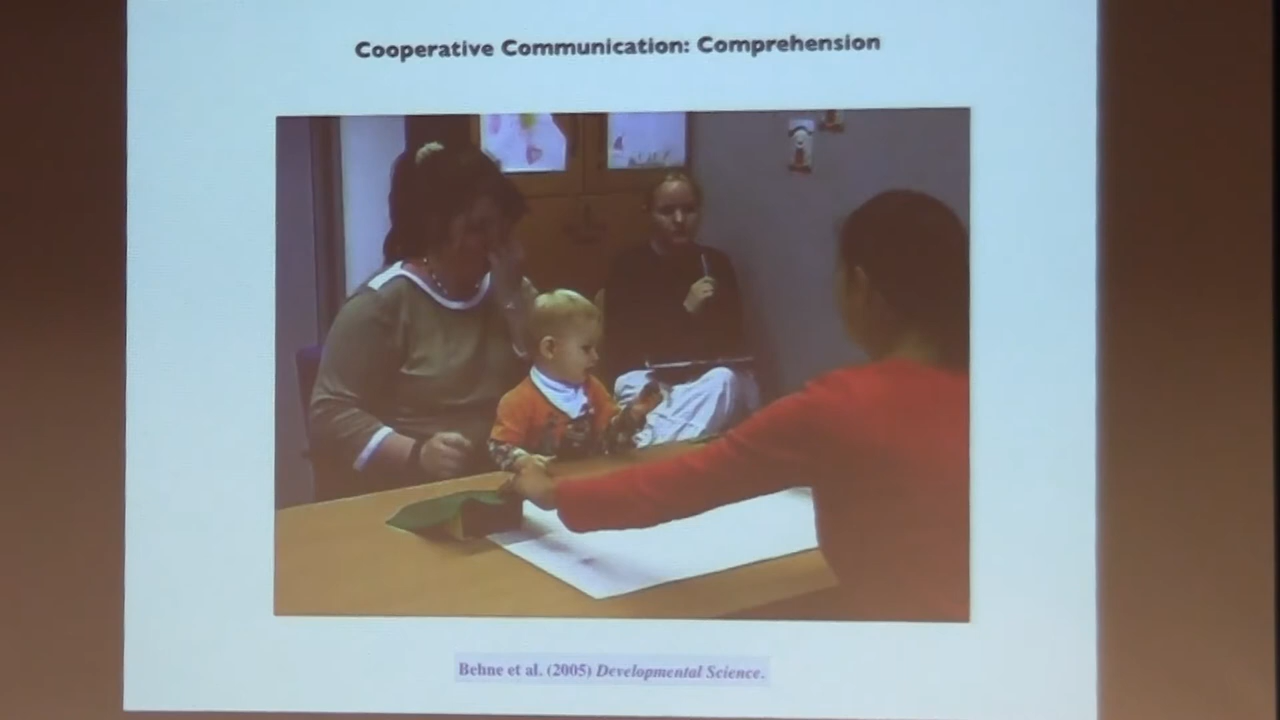 Cooperative Communication: Comprehension
Behne et al. (2005) Developmental Science.